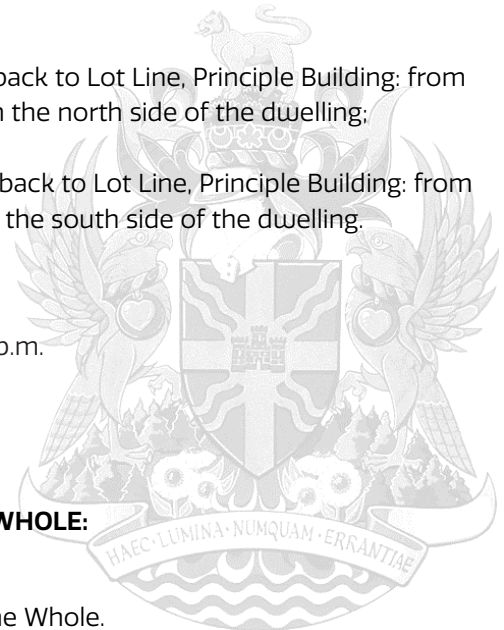 back to Lot Line, Principle Building: from
the north side of the dwelling;
back to Lot Line, Principle Building: from
the south side of the dwelling.
p.m.
WHOLE:
HAEC·LUMINA·NUMQUAM·ERRANTIAE
Whole.